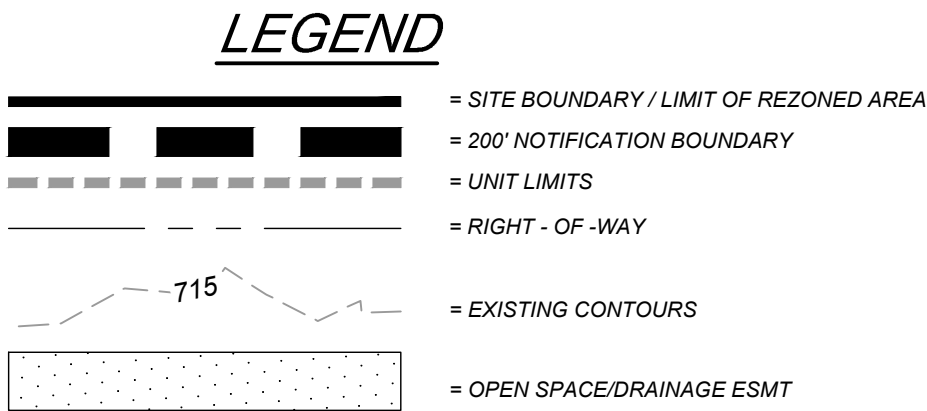 LEGEND
= SITE BOUNDARY / LIMIT OF REZONED AREA
= 200' NOTIFICATION BOUNDARY
= UNIT LIMITS
= RIGHT - OF -WAY
715
= EXISTING CONTOURS
= OPEN SPACE/DRAINAGE ESMT